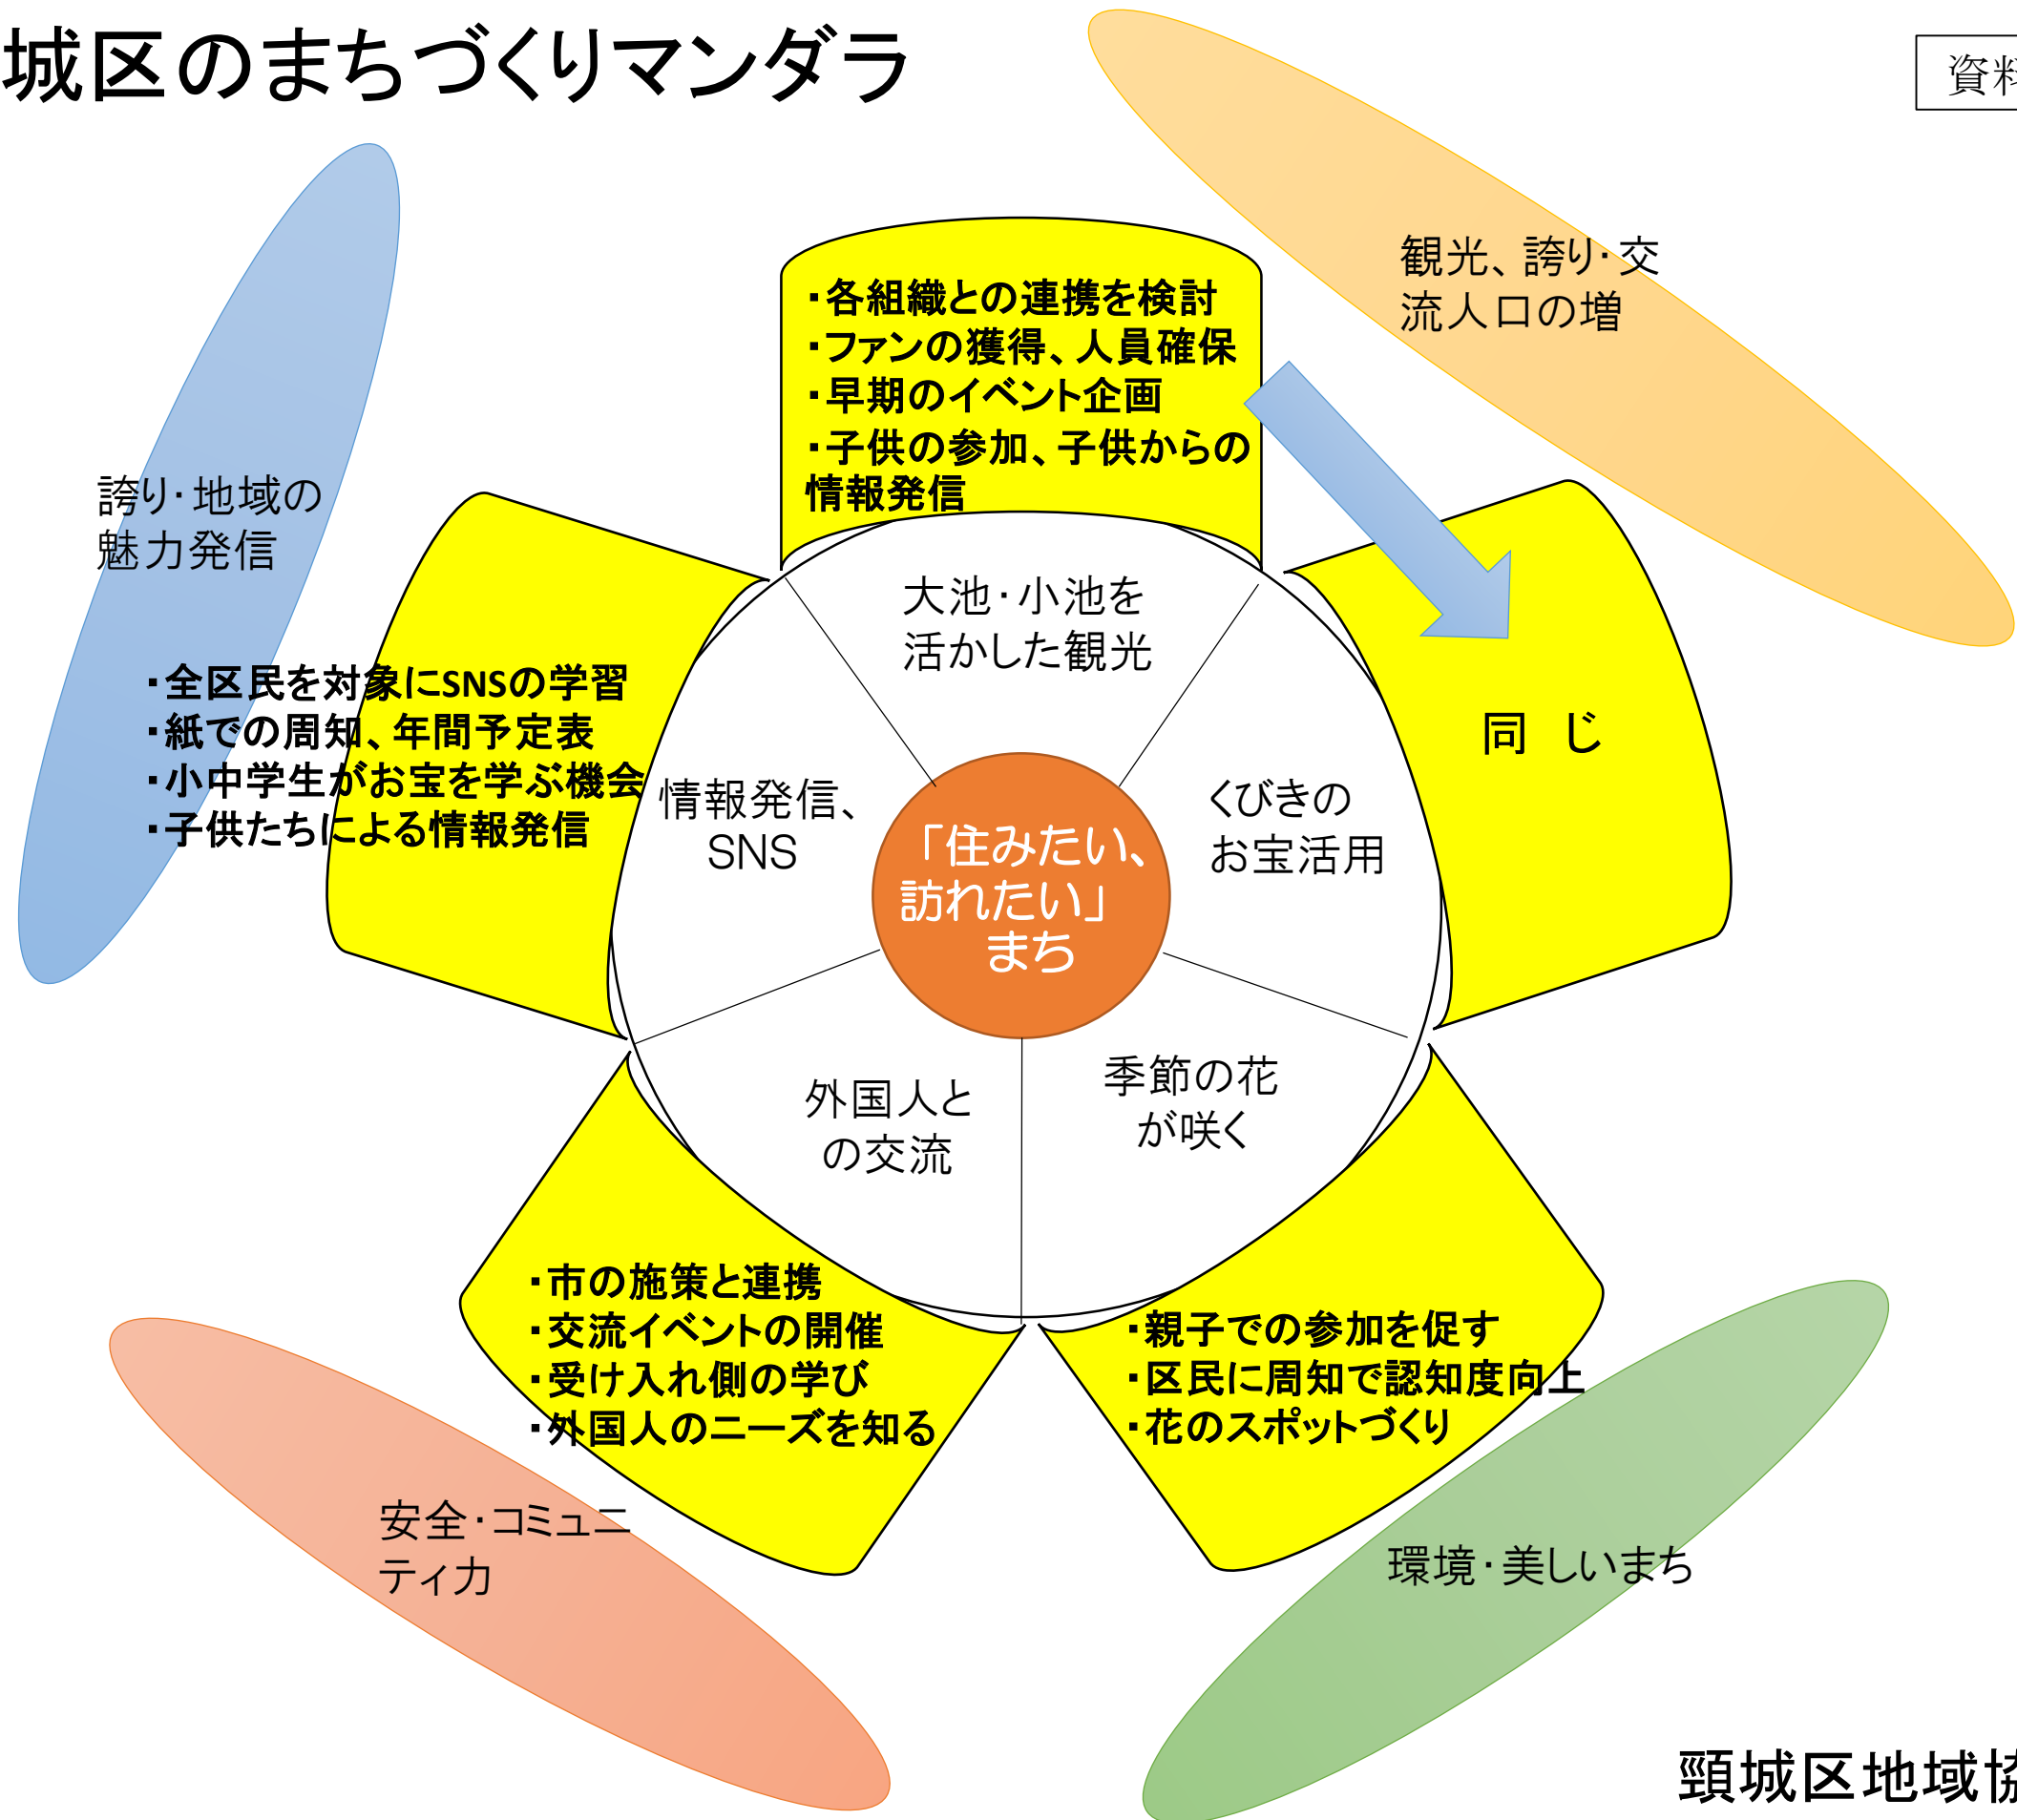 城区のまちづくりマンダラ
資料
観光、誇り・交
流人口の増
・各組織との連携を検討
・ファンの獲得、人員確保
・早期のイベント企画
・子供の参加、子供からの
情報発信
誇り・地域の
魅力発信
大池・小池を
活かした観光
・全区民を対象にSNSの学習
・紙での周知、年間予定表
・小中学生がお宝を学ぶ機会
・子供たちによる情報発信
同 じ
情報発信、
SNS
くびきの
お宝活用
「住みたい、
訪れたい」
まち
外国人と
の交流
季節の花
が咲く
・市の施策と連携
・交流イベントの開催
・受け入れ側の学び
・外国人のニーズを知る
・親子での参加を促す
・区民に周知で認知度向上
・花のスポットづくり
安全・コミュニ
ティ力
環境・美しいまち
頸城区地域協